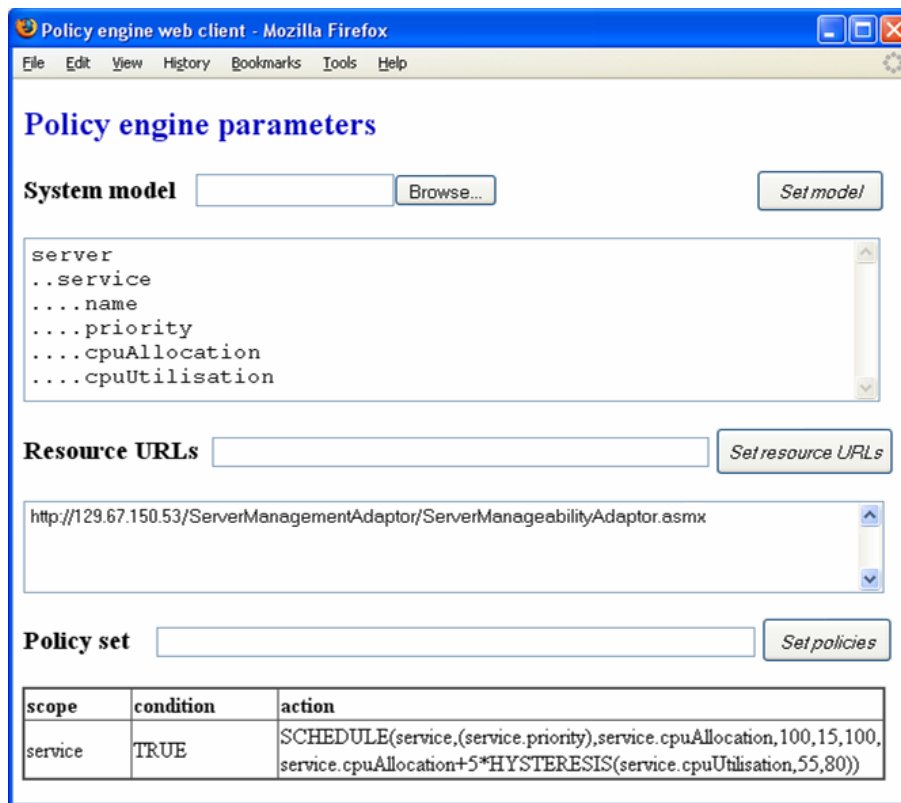 Policy engine web client - Mozilla Firefox
File Edit View History Bookmarks Tools Help
Policy engine parameters
System model Browse... Set model
server
..service
....name
....priority
....cpuAllocation
....cpuUtilisation
Resource URLs Set resource URLs
http://129.67.150.53/ServerManagementAdaptor/ServerManageabilityAdaptor.asmx
Policy set Set policies
scope condition action
service TRUE SCHEDULE(service,(service.priority),service.cpuAllocation,100,15,100,
service.cpuAllocation+5*HYSTERESIS(service.cpuUtilisation,55,80))